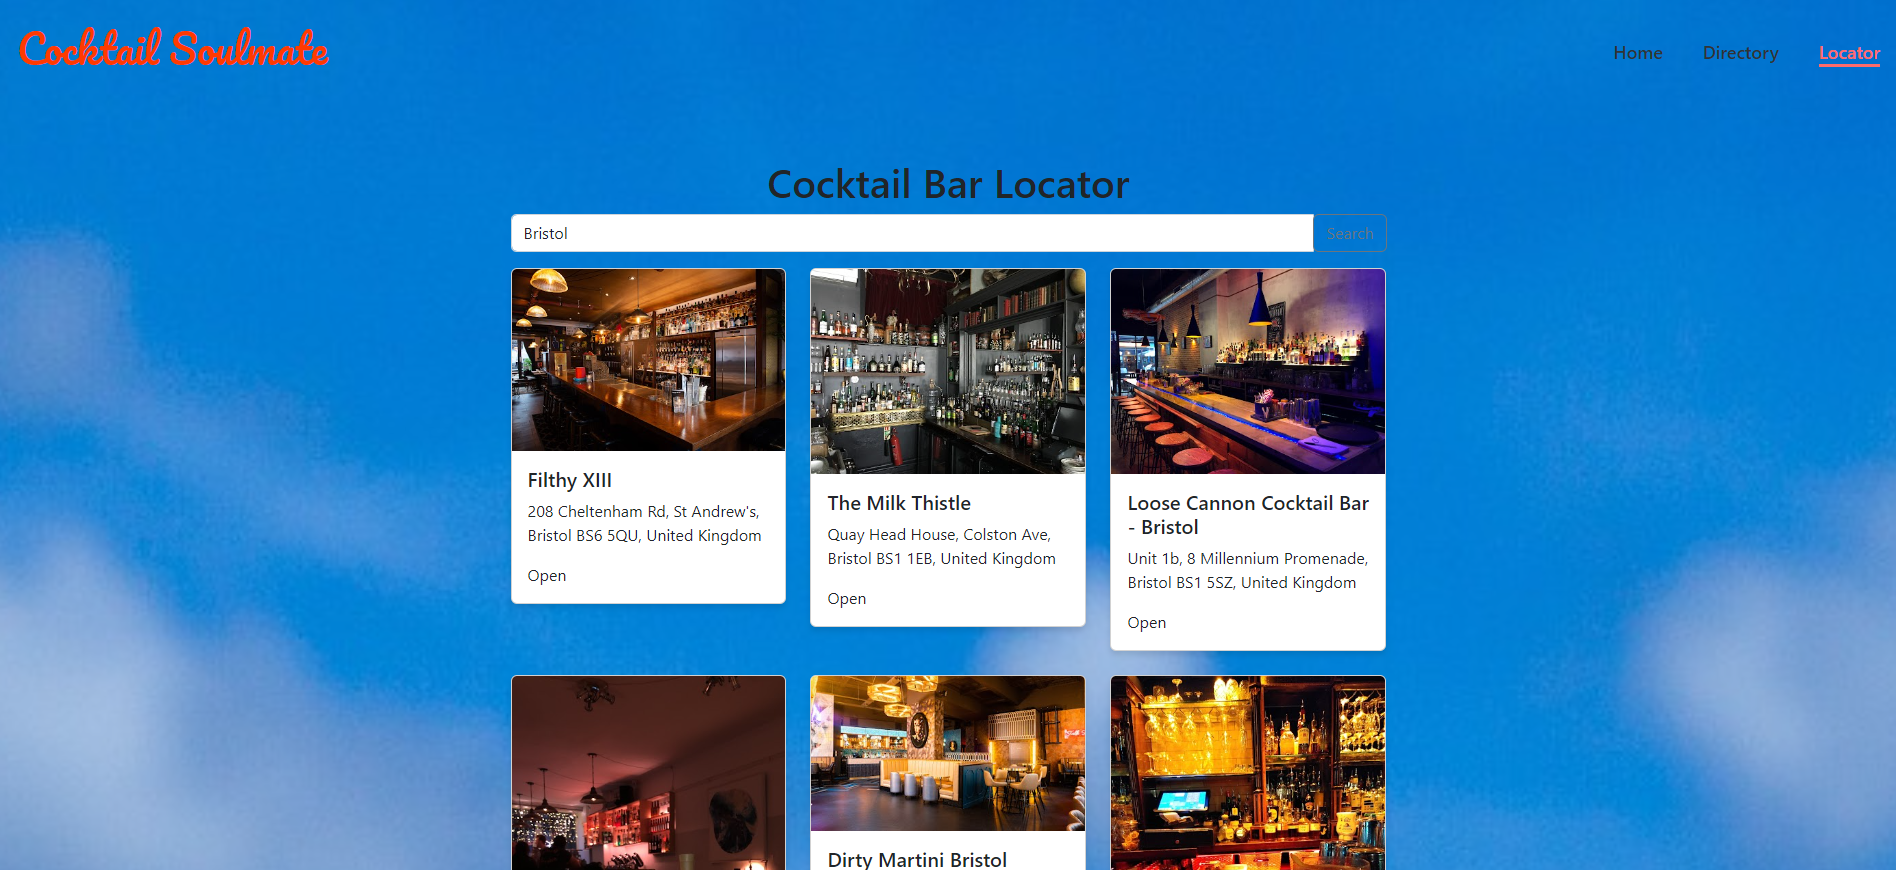 Cocktail Soulmate
Home
Directory
Locator
Cocktail Bar Locator
Bristol
Search
Filthy XIII
208 Cheltenham Rd, St Andrew's,
Bristol BS6 5QU, United Kingdom
Open
The Milk Thistle
Quay Head House, Colston Ave,
Bristol BS1 1EB, United Kingdom
Open
Loose Cannon Cocktail Bar
- Bristol
Unit 1b, 8 Millennium Promenade,
Bristol BS1 5SZ, United Kingdom
Open
Dirty Martini Bristol